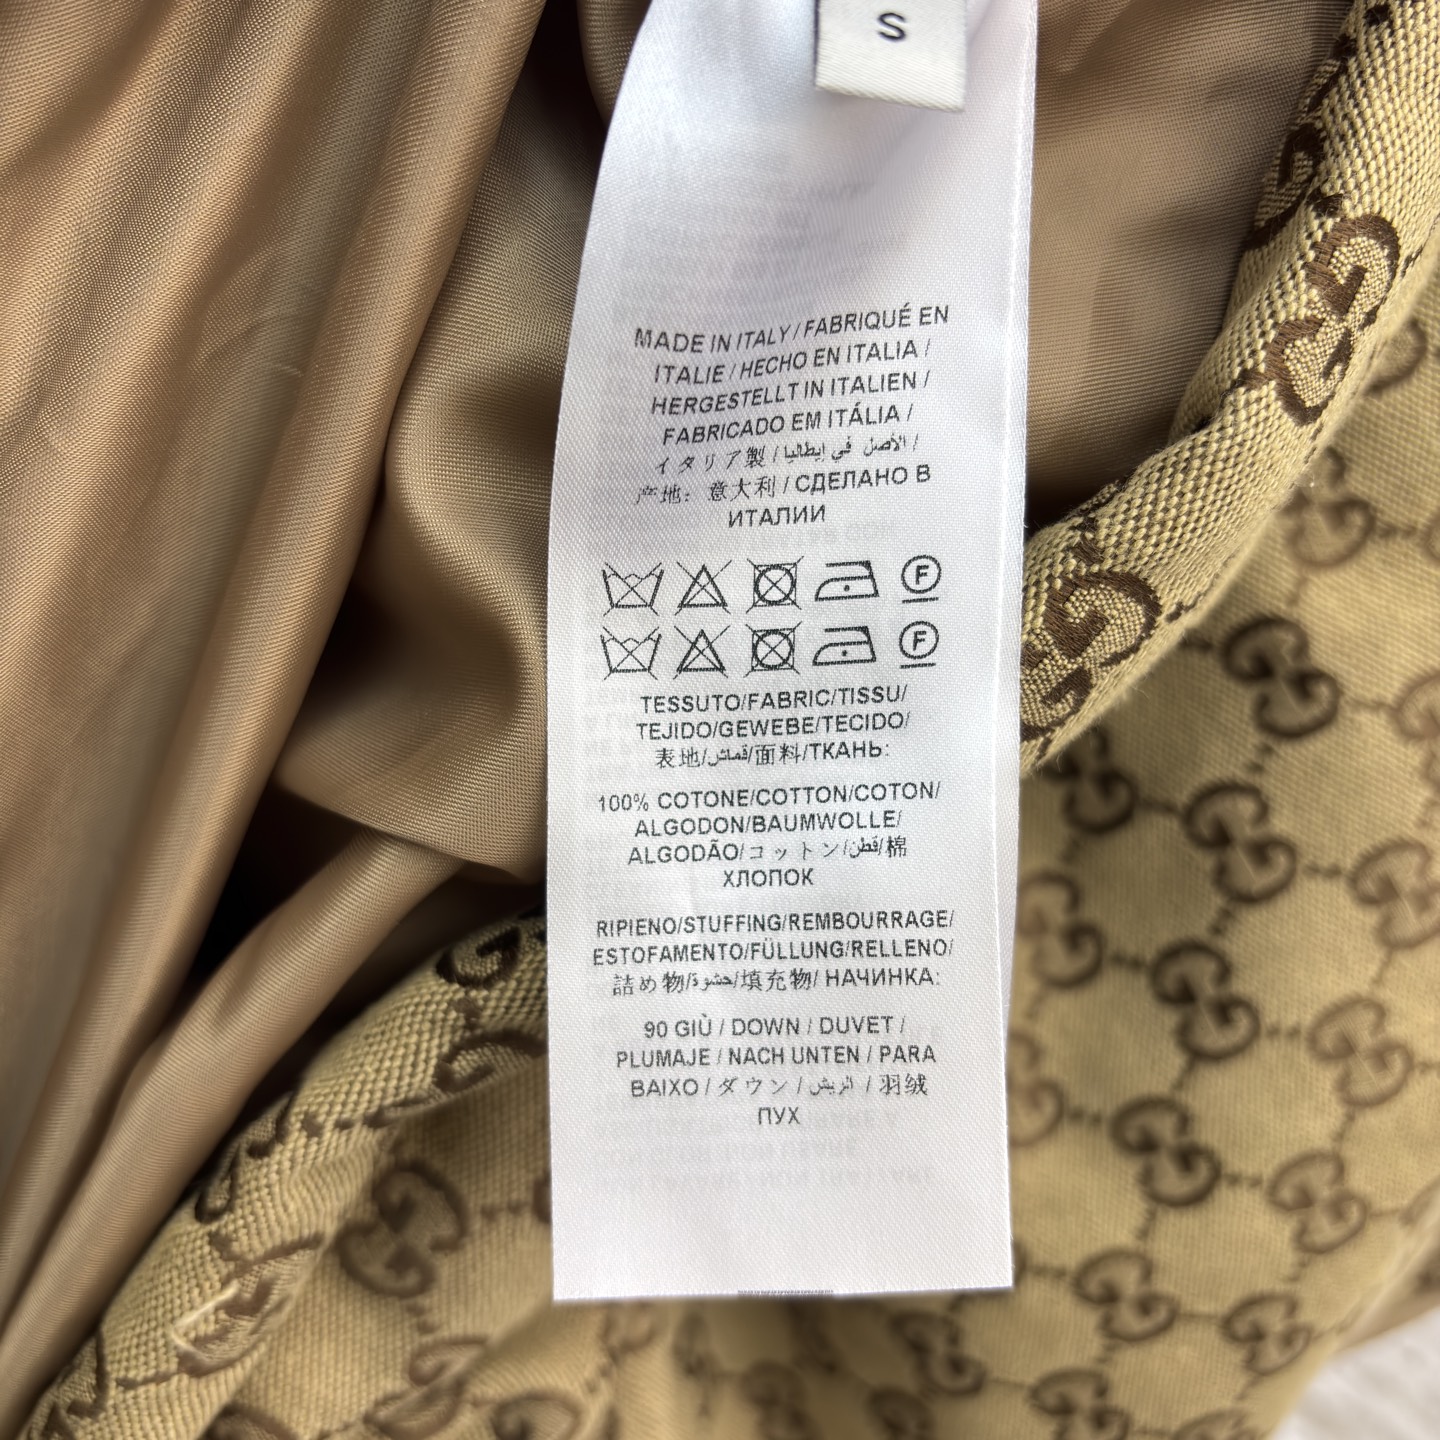 S
MADE IN ITALY / FABRIQUÉ EN
ITALIE / HECHO EN ITALIA /
HERGESTELLT IN ITALIEN /
FABRICADO EM ITÁLIA /
イタリア製 / الأصل في إيطاليا /
产地: 意大利 / СДЕЛАНО В
ИТАЛИИ
F
F
TESSUTO/FABRIC/TISSU/
TEJIDO/GEWEBE/TECIDO/
表地/قماش/面料/ТКАНЬ:
100% COTONE/COTTON/COTON/
ALGODON/BAUMWOLLE/
ALGODÃO/コットン/قطن/棉
ХЛОПОК
RIPIENO/STUFFING/REMBOURRAGE/
ESTOFAMENTO/FÜLLUNG/RELLENO/
詰め物/حشوة/填充物/ НАЧИНКА:
90 GIÙ / DOWN / DUVET /
PLUMAJE / NACH UNTEN / PARA
BAIXO / ダウン / الريش / 羽绒
ПУХ